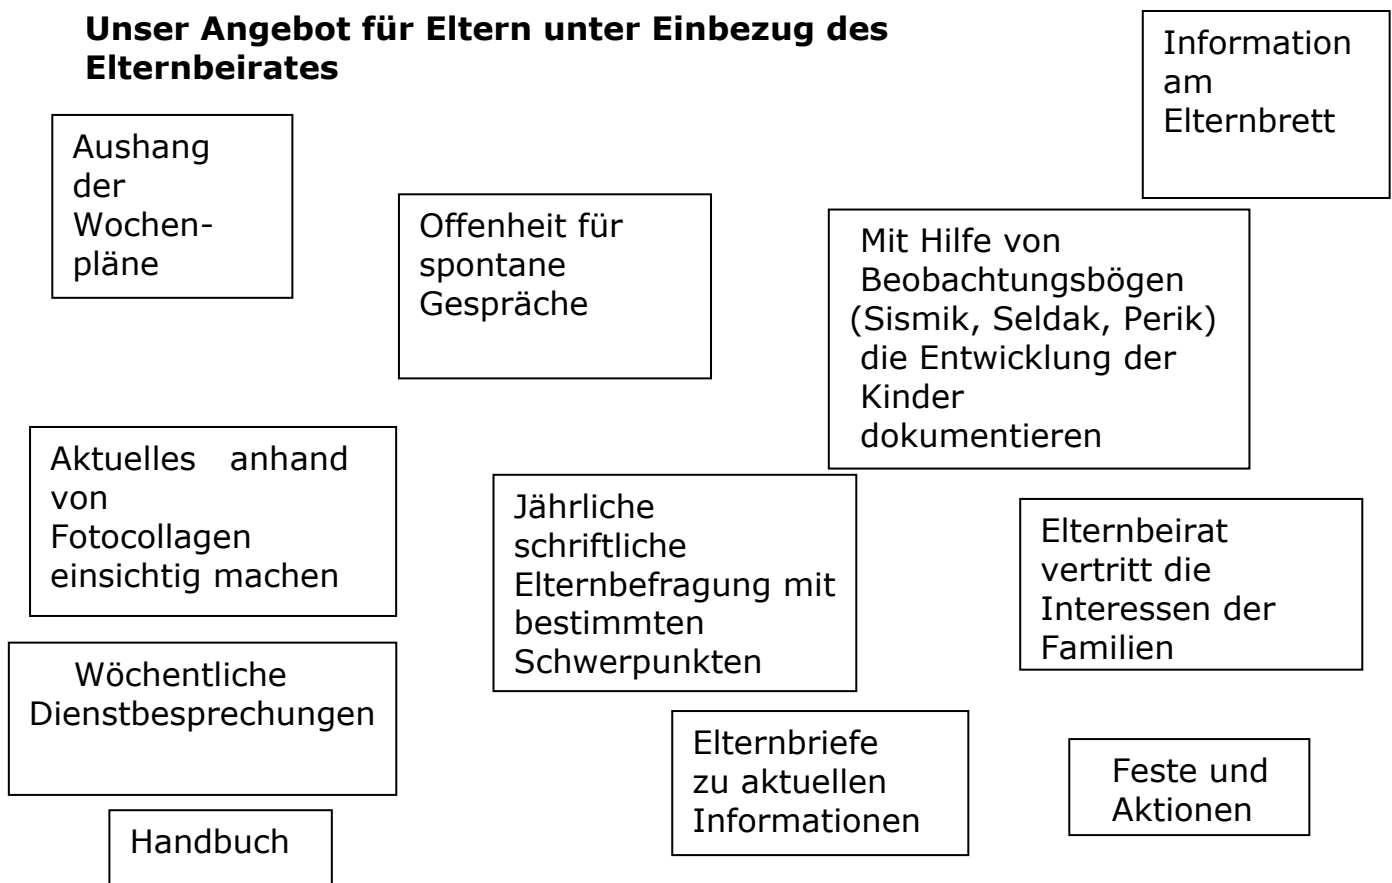 Unser Angebot für Eltern unter Einbezug des
Elternbeirates
Information
am
Elternbrett
Aushang
der
Wochen-
pläne
Offenheit für
spontane
Gespräche
Mit Hilfe von
Beobachtungsbögen
(Sismik, Seldak, Perik)
die Entwicklung der
Kinder
dokumentieren
Aktuelles anhand
von
Fotocollagen
einsichtig machen
Jährliche
schriftliche
Elternbefragung mit
bestimmten
Schwerpunkten
Elternbeirat
vertritt die
Interessen der
Familien
Wöchentliche
Dienstbesprechungen
Elternbriefe
zu aktuellen
Informationen
Feste und
Aktionen
Handbuch